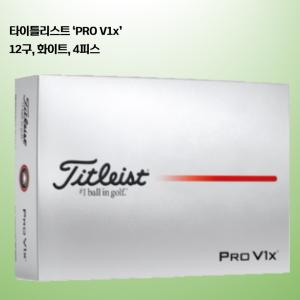 타이틀리스트 ‘PRO V1x’
12구, 화이트, 4피스
Titleist
#1 ball in golf.
PRO V1x